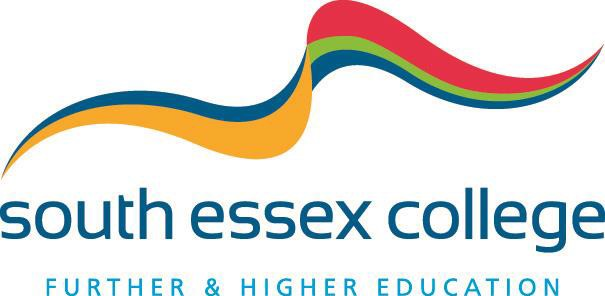 south essex college
FURTHER & HIGHER EDUCATION